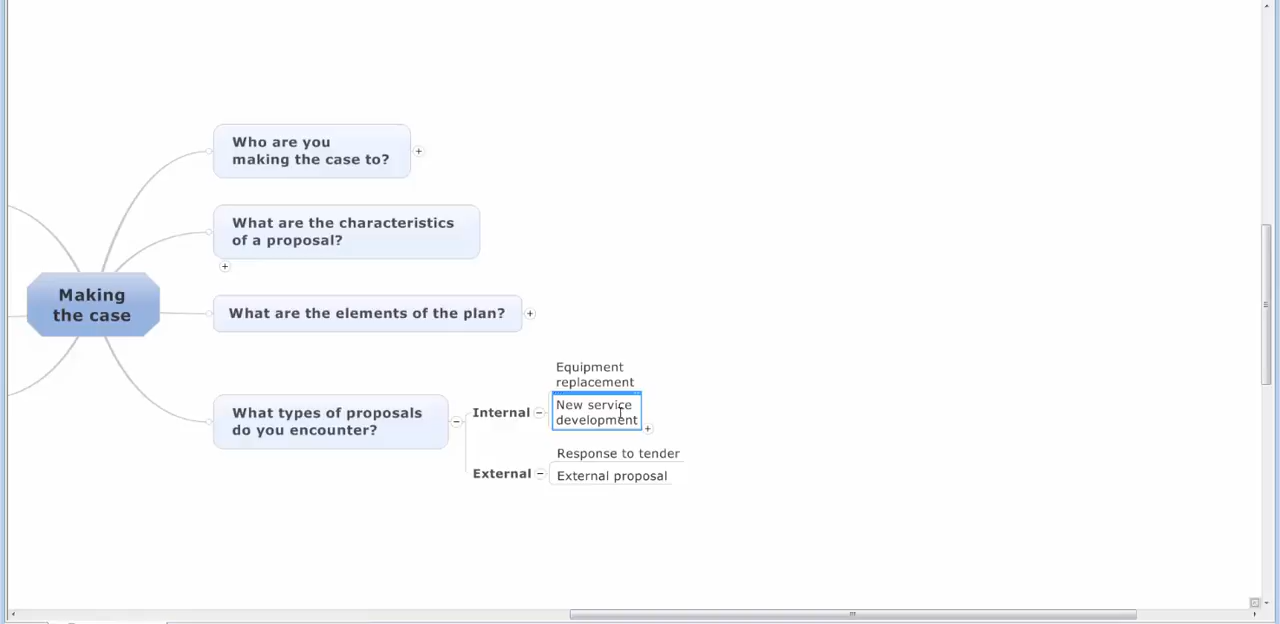 Who are you
making the case to?
What are the characteristics
of a proposal?
Making
the case
What are the elements of the plan?
What types of proposals
do you encounter?
Internal
Equipment
replacement
New service
development
External
Response to tender
External proposal